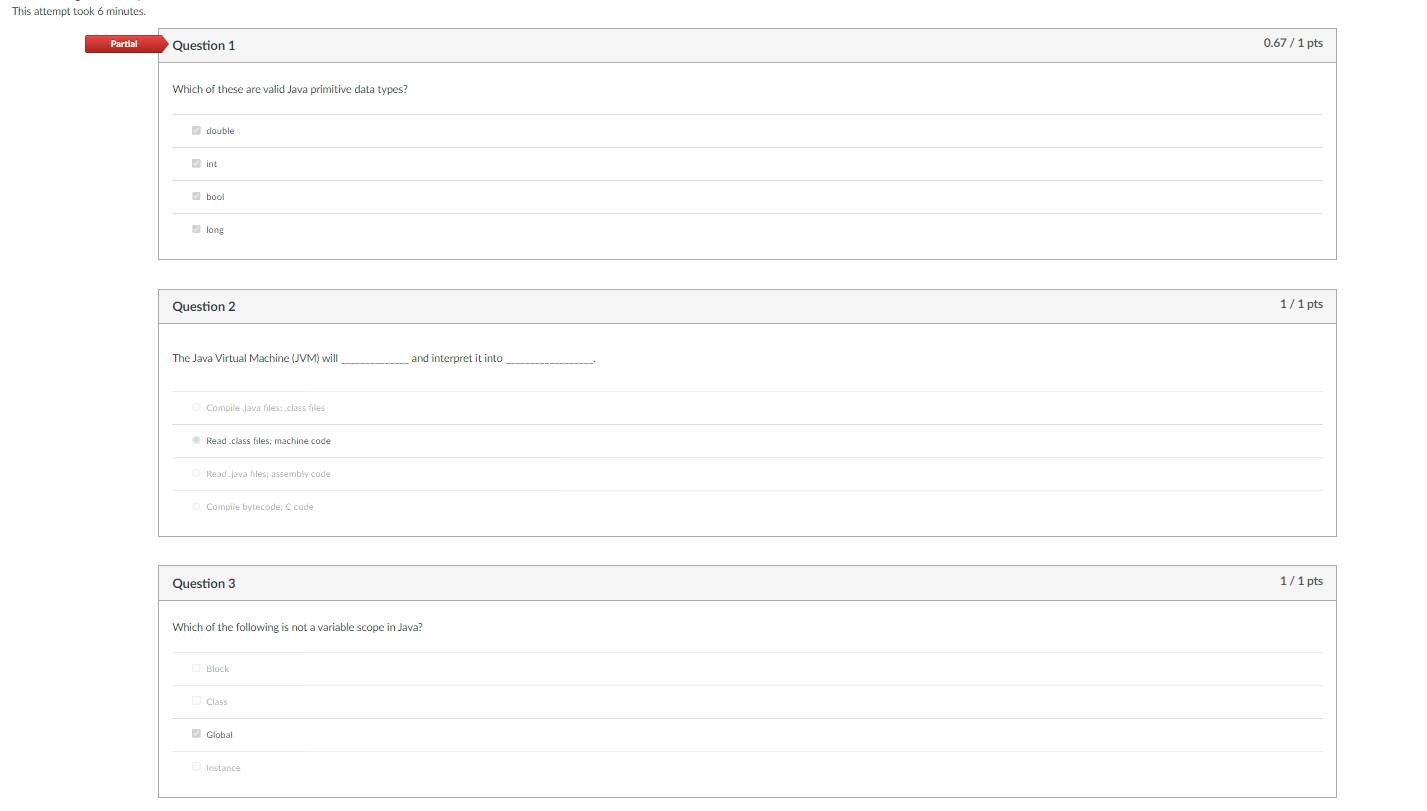 This attempt took 6 minutes.
Partial
Question 1
0.67 / 1 pts
Which of these are valid Java primitive data types?
double
int
bool
long
Question 2
1 / 1 pts
The Java Virtual Machine (JVM) will _____________ and interpret it into _________________.
Compile .java files; .class files
Read .class files; machine code
Read .java files; assembly code
Compile bytecode; C code
Question 3
1 / 1 pts
Which of the following is not a variable scope in Java?
Block
Class
Global
Instance